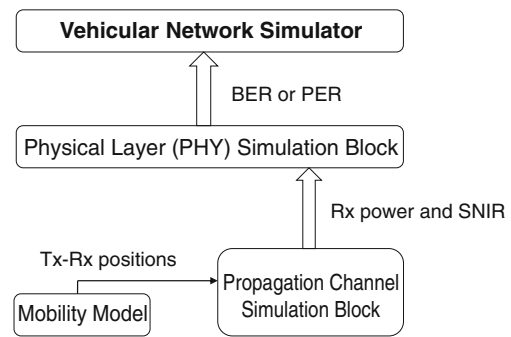 Vehicular Network Simulator
BER or PER
Physical Layer (PHY) Simulation Block
Rx power and SNIR
Tx-Rx positions
Propagation Channel
Simulation Block
Mobility Model